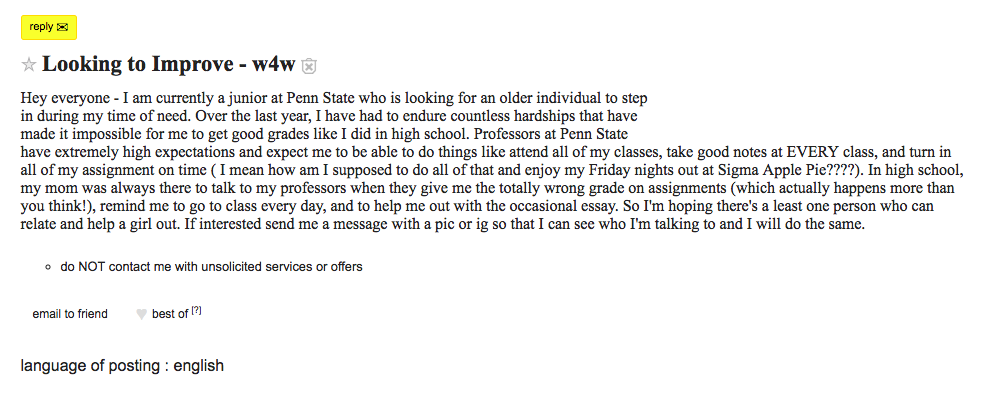 reply
Looking to Improve - w4w
Hey everyone - I am currently a junior at Penn State who is looking for an older individual to step
in during my time of need. Over the last year, I have had to endure countless hardships that have
made it impossible for me to get good grades like I did in high school. Professors at Penn State
have extremely high expectations and expect me to be able to do things like attend all of my classes, take good notes at EVERY class, and turn in
all of my assignment on time ( I mean how am I supposed to do all of that and enjoy my Friday nights out at Sigma Apple Pie????). In high school,
my mom was always there to talk to my professors when they give me the totally wrong grade on assignments (which actually happens more than
you think!), remind me to go to class every day, and to help me out with the occasional essay. So I'm hoping there's a least one person who can
relate and help a girl out. If interested send me a message with a pic or ig so that I can see who I'm talking to and I will do the same.
do NOT contact me with unsolicited services or offers
email to friend best of [?]
language of posting : english